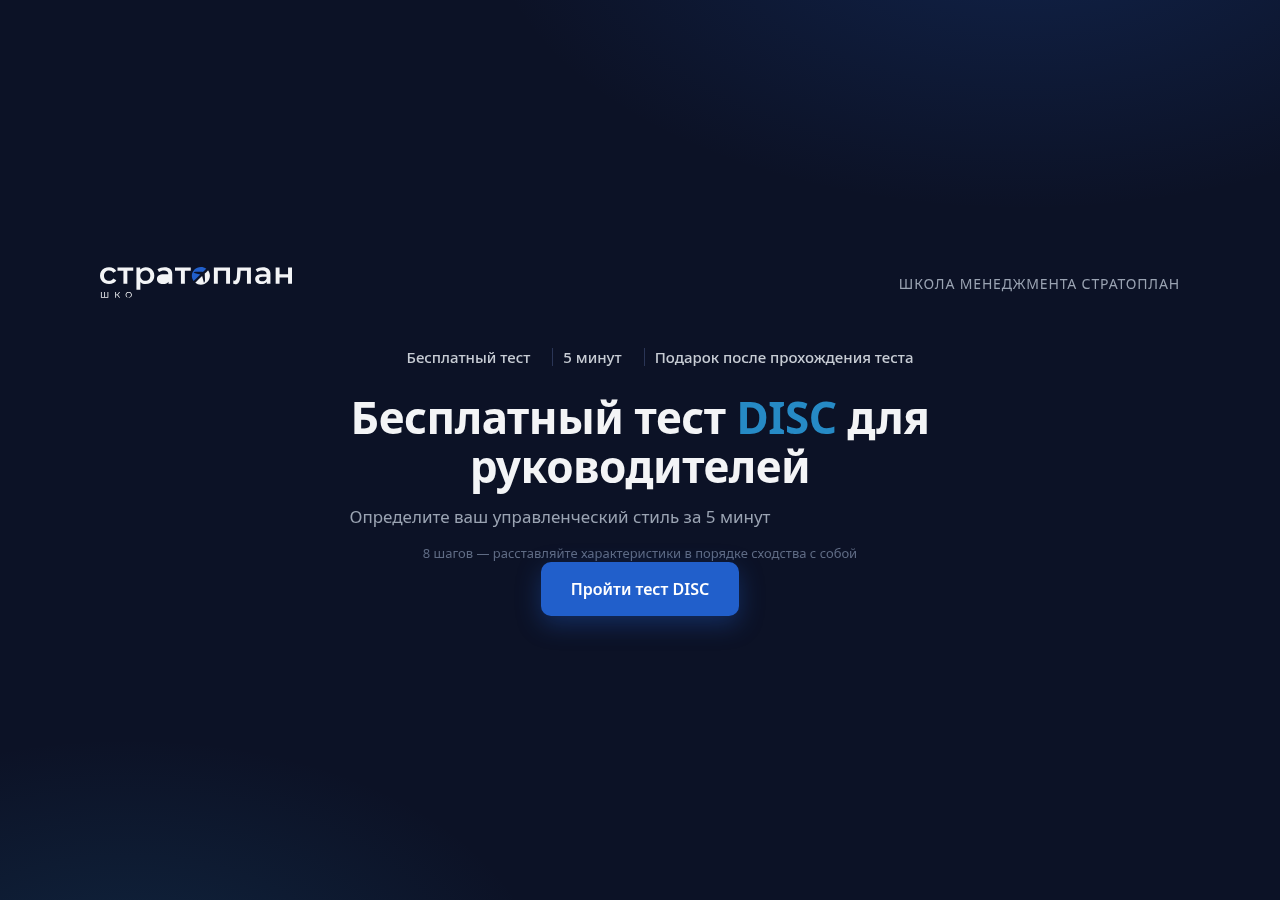 стратоплан
ШКО
ШКОЛА МЕНЕДЖМЕНТА СТРАТОПЛАН
Бесплатный тест
5 минут
Подарок после прохождения теста
Бесплатный тест DISC для
руководителей
Определите ваш управленческий стиль за 5 минут
8 шагов — расставляйте характеристики в порядке сходства с собой
Пройти тест DISC